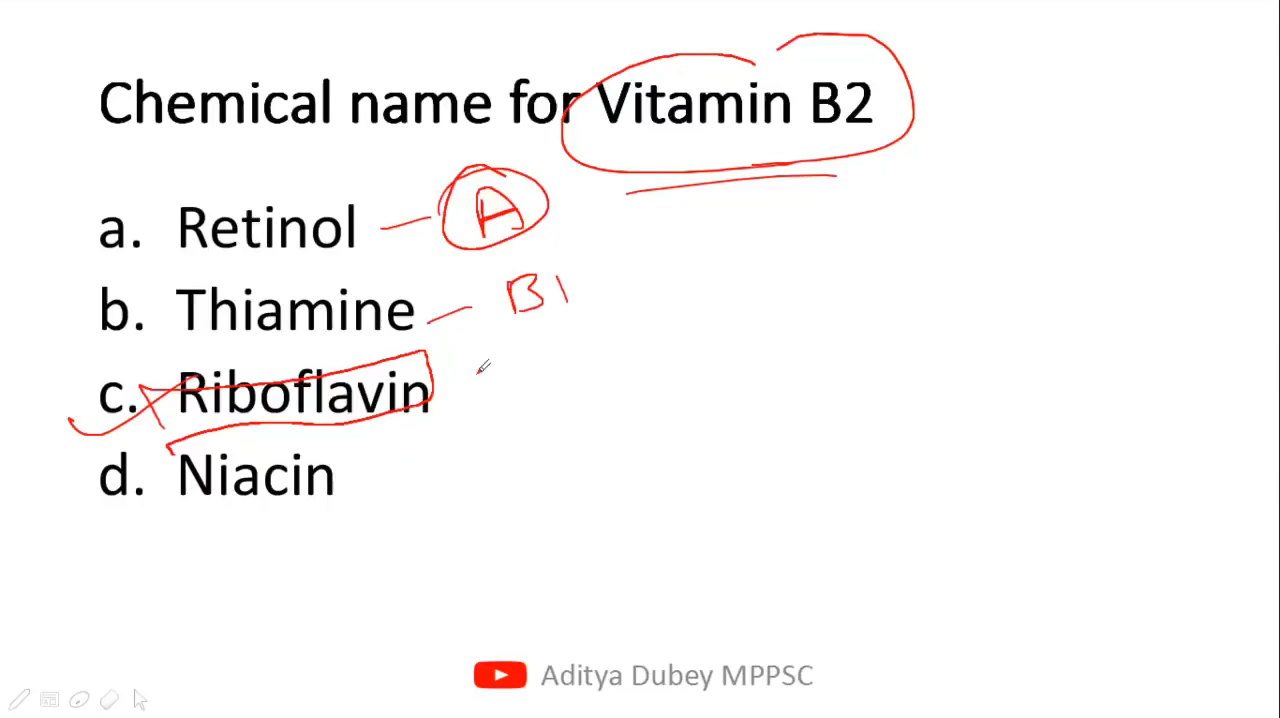 Chemical name for Vitamin B2
a. Retinol — A
b. Thiamine — B1
c. Riboflavin
d. Niacin
Aditya Dubey MPPSC